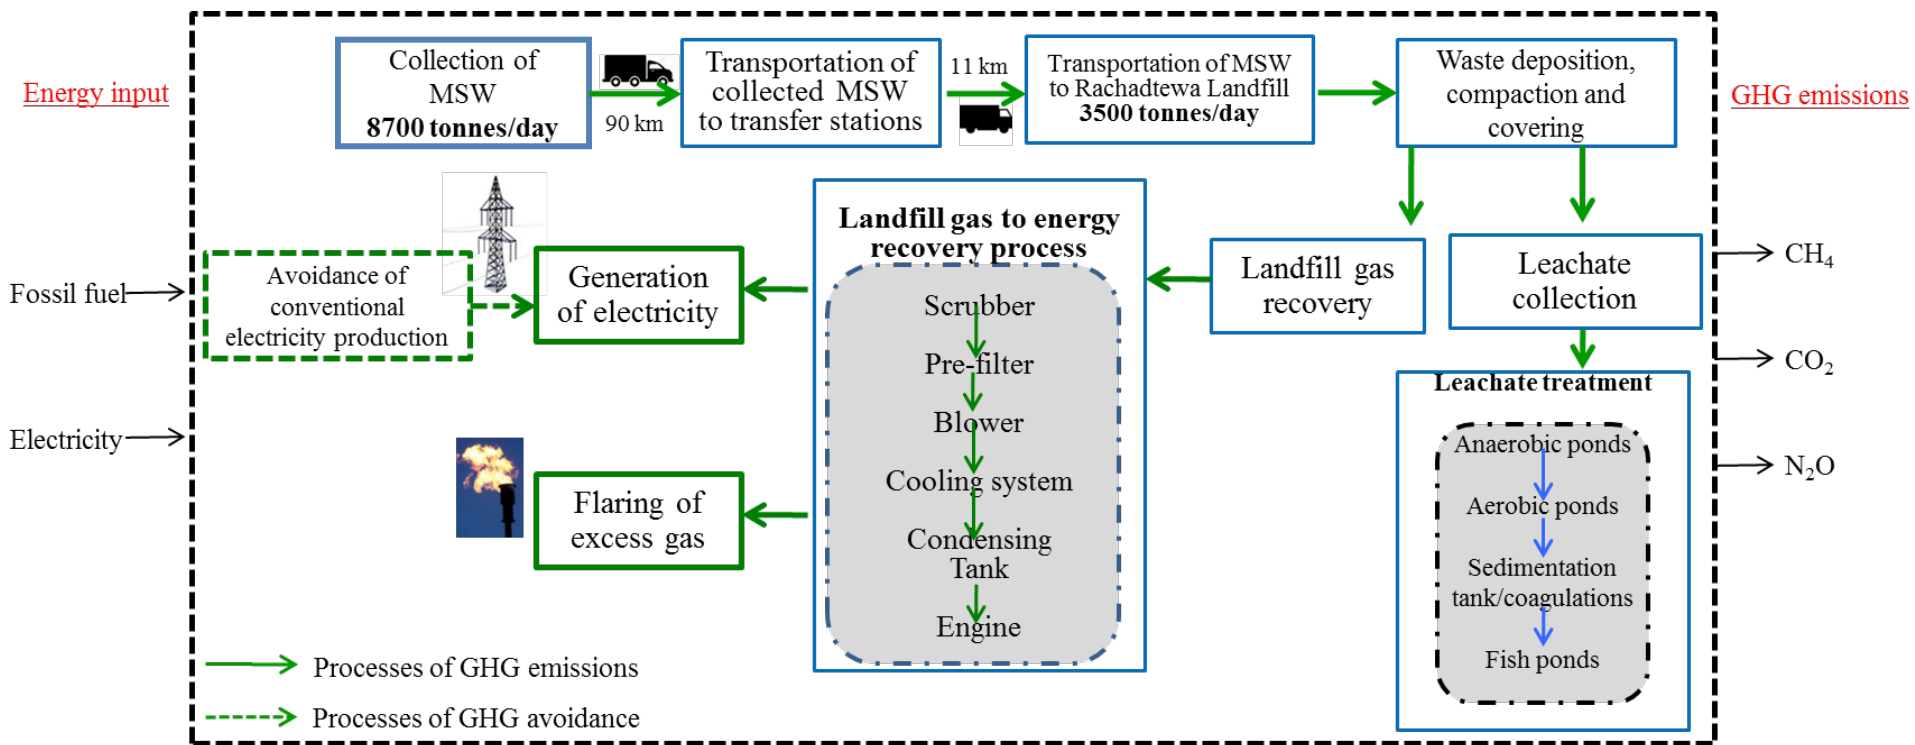 Energy input
Fossil fuel
Electricity
Collection of
MSW
8700 tonnes/day
90 km
Transportation of
collected MSW
to transfer stations
11 km
Transportation of MSW
to Rachadtewa Landfill
3500 tonnes/day
Waste deposition,
compaction and
covering
GHG emissions
CH4
CO2
N2O
Avoidance of
conventional
electricity production
Generation
of electricity
Flaring of
excess gas
Landfill gas to energy
recovery process
Scrubber
Pre-filter
Blower
Cooling system
Condensing
Tank
Engine
Landfill gas
recovery
Leachate
collection
Leachate treatment
Anaerobic ponds
Aerobic ponds
Sedimentation
tank/coagulations
Fish ponds
Processes of GHG emissions
Processes of GHG avoidance